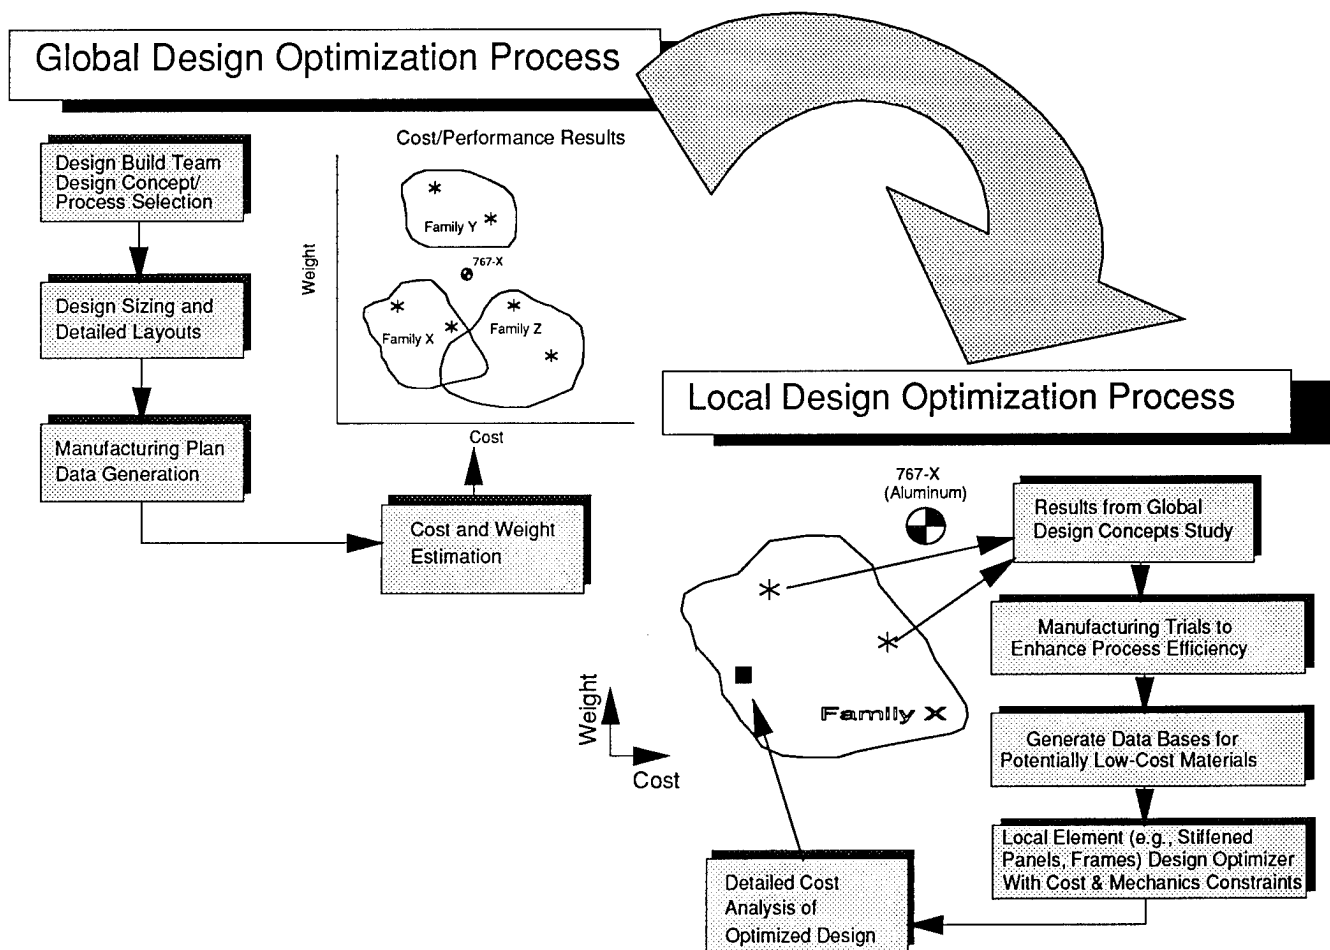 Global Design Optimization Process
Cost/Performance Results
Design Build Team
Design Concept/
Process Selection
Design Sizing and
Detailed Layouts
Manufacturing Plan
Data Generation
Weight
Family Y
767-X
Family X
Family Z
Cost
Cost and Weight
Estimation
Local Design Optimization Process
767-X
(Aluminum)
Family X
Weight
Cost
Results from Global
Design Concepts Study
Manufacturing Trials to
Enhance Process Efficiency
Generate Data Bases for
Potentially Low-Cost Materials
Local Element (e.g., Stiffened
Panels, Frames) Design Optimizer
With Cost & Mechanics Constraints
Detailed Cost
Analysis of
Optimized Design